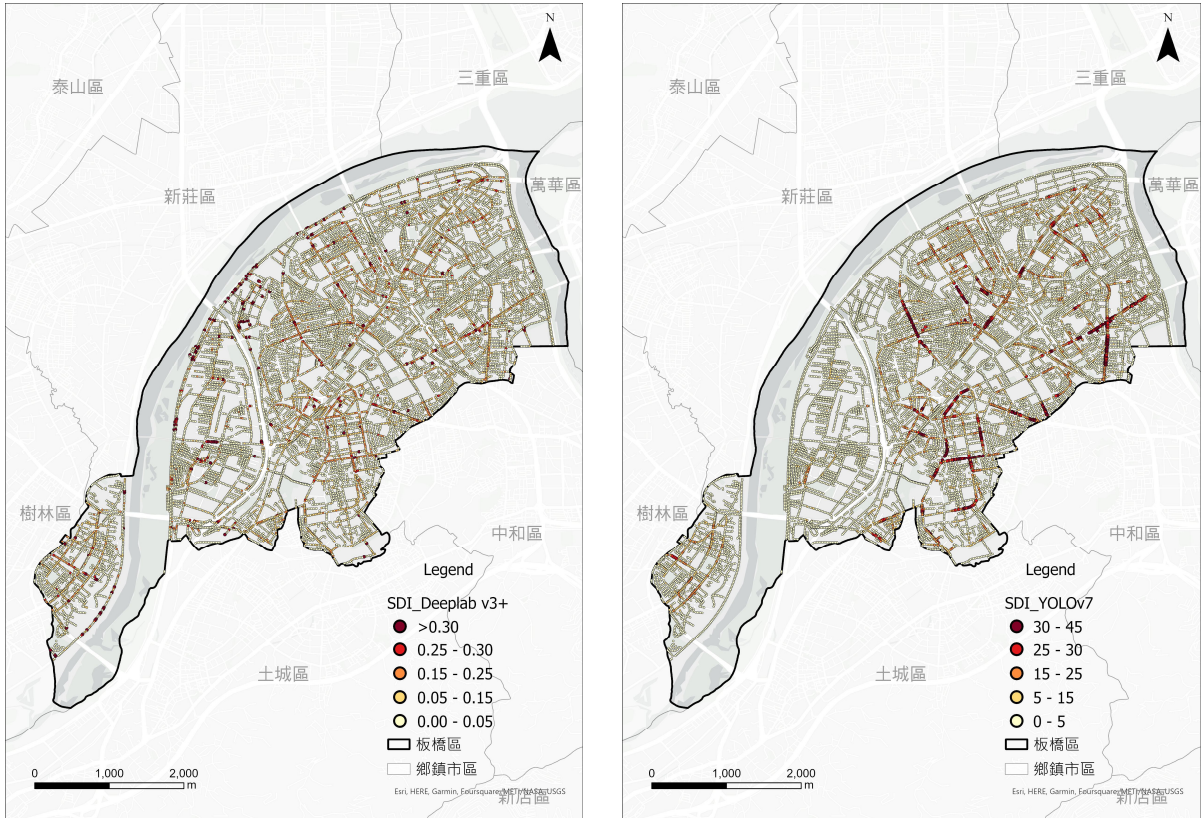 N
三重區
泰山區
萬華區
新莊區
樹林區
中和區
土城區
新店區
Legend
SDI_Deeplab v3+
>0.30
0.25 - 0.30
0.15 - 0.25
0.05 - 0.15
0.00 - 0.05
板橋區
鄉鎮市區
0 1,000 2,000
m
Esri, HERE, Garmin, Foursquare, METI/NASA, USGS
N
三重區
泰山區
萬華區
新莊區
樹林區
中和區
土城區
新店區
Legend
SDI_YOLOv7
30 - 45
25 - 30
15 - 25
5 - 15
0 - 5
板橋區
鄉鎮市區
0 1,000 2,000
m
Esri, HERE, Garmin, Foursquare, METI/NASA, USGS